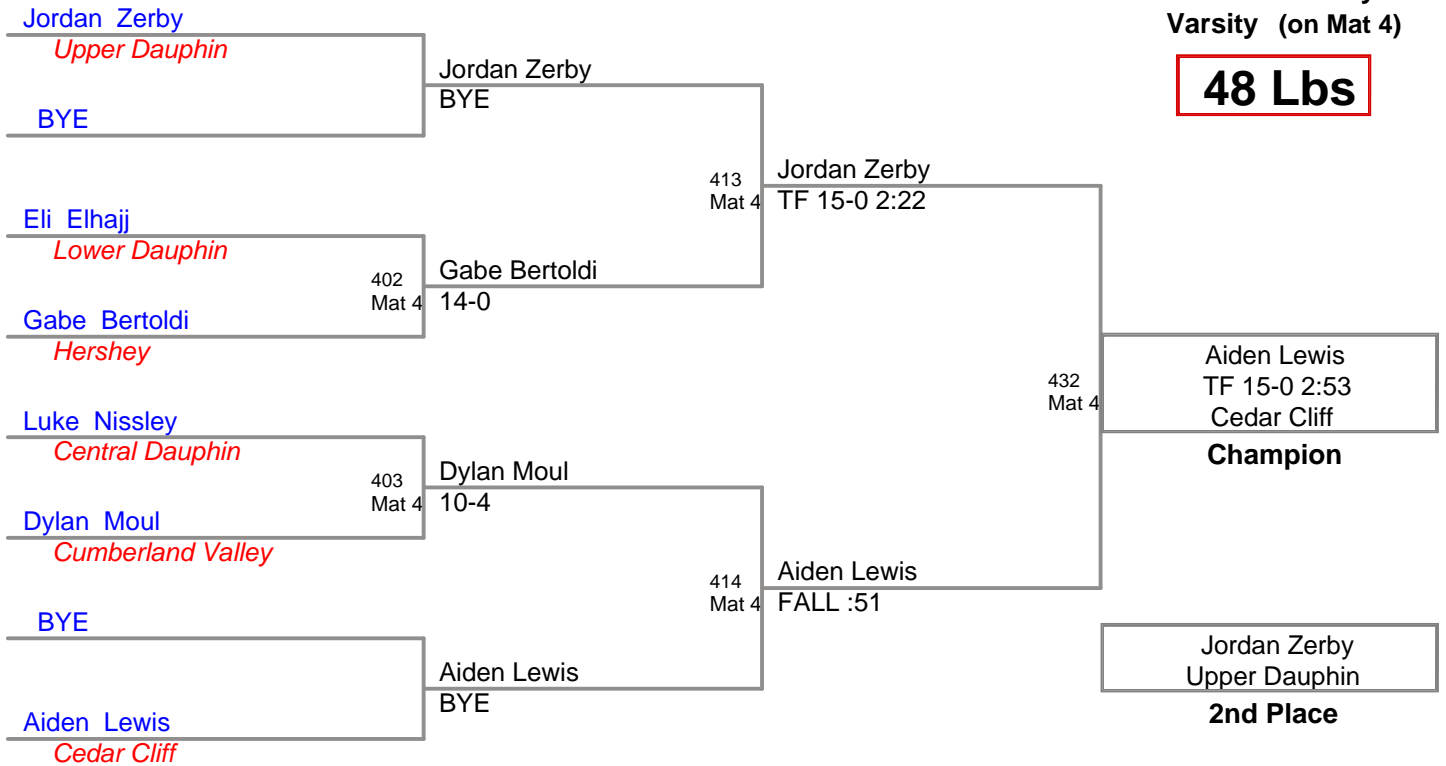 Varsity (on Mat 4)
48 Lbs
Jordan Zerby
Upper Dauphin
BYE
Eli Elhajj
Lower Dauphin
Gabe Bertoldi
Hershey
Luke Nissley
Central Dauphin
Dylan Moul
Cumberland Valley
BYE
Aiden Lewis
Cedar Cliff
Jordan Zerby
BYE
402
Mat 4
Gabe Bertoldi
14-0
403
Mat 4
Dylan Moul
10-4
Aiden Lewis
BYE
413
Mat 4
Jordan Zerby
TF 15-0 2:22
414
Mat 4
Aiden Lewis
FALL :51
432
Mat 4
Aiden Lewis
TF 15-0 2:53
Cedar Cliff
Champion
Jordan Zerby
Upper Dauphin
2nd Place